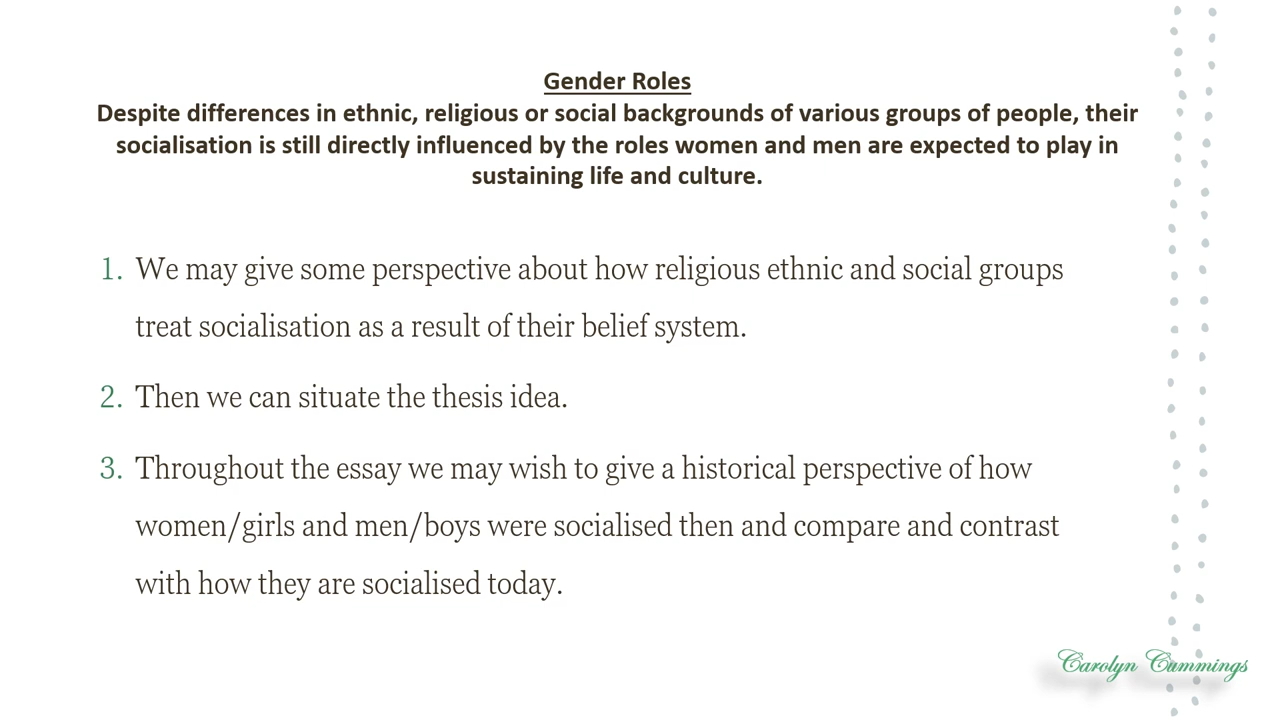 Gender Roles
Despite differences in ethnic, religious or social backgrounds of various groups of people, their
socialisation is still directly influenced by the roles women and men are expected to play in
sustaining life and culture.
1. We may give some perspective about how religious ethnic and social groups
treat socialisation as a result of their belief system.
2. Then we can situate the thesis idea.
3. Throughout the essay we may wish to give a historical perspective of how
women/girls and men/boys were socialised then and compare and contrast
with how they are socialised today.
Carolyn Cummings